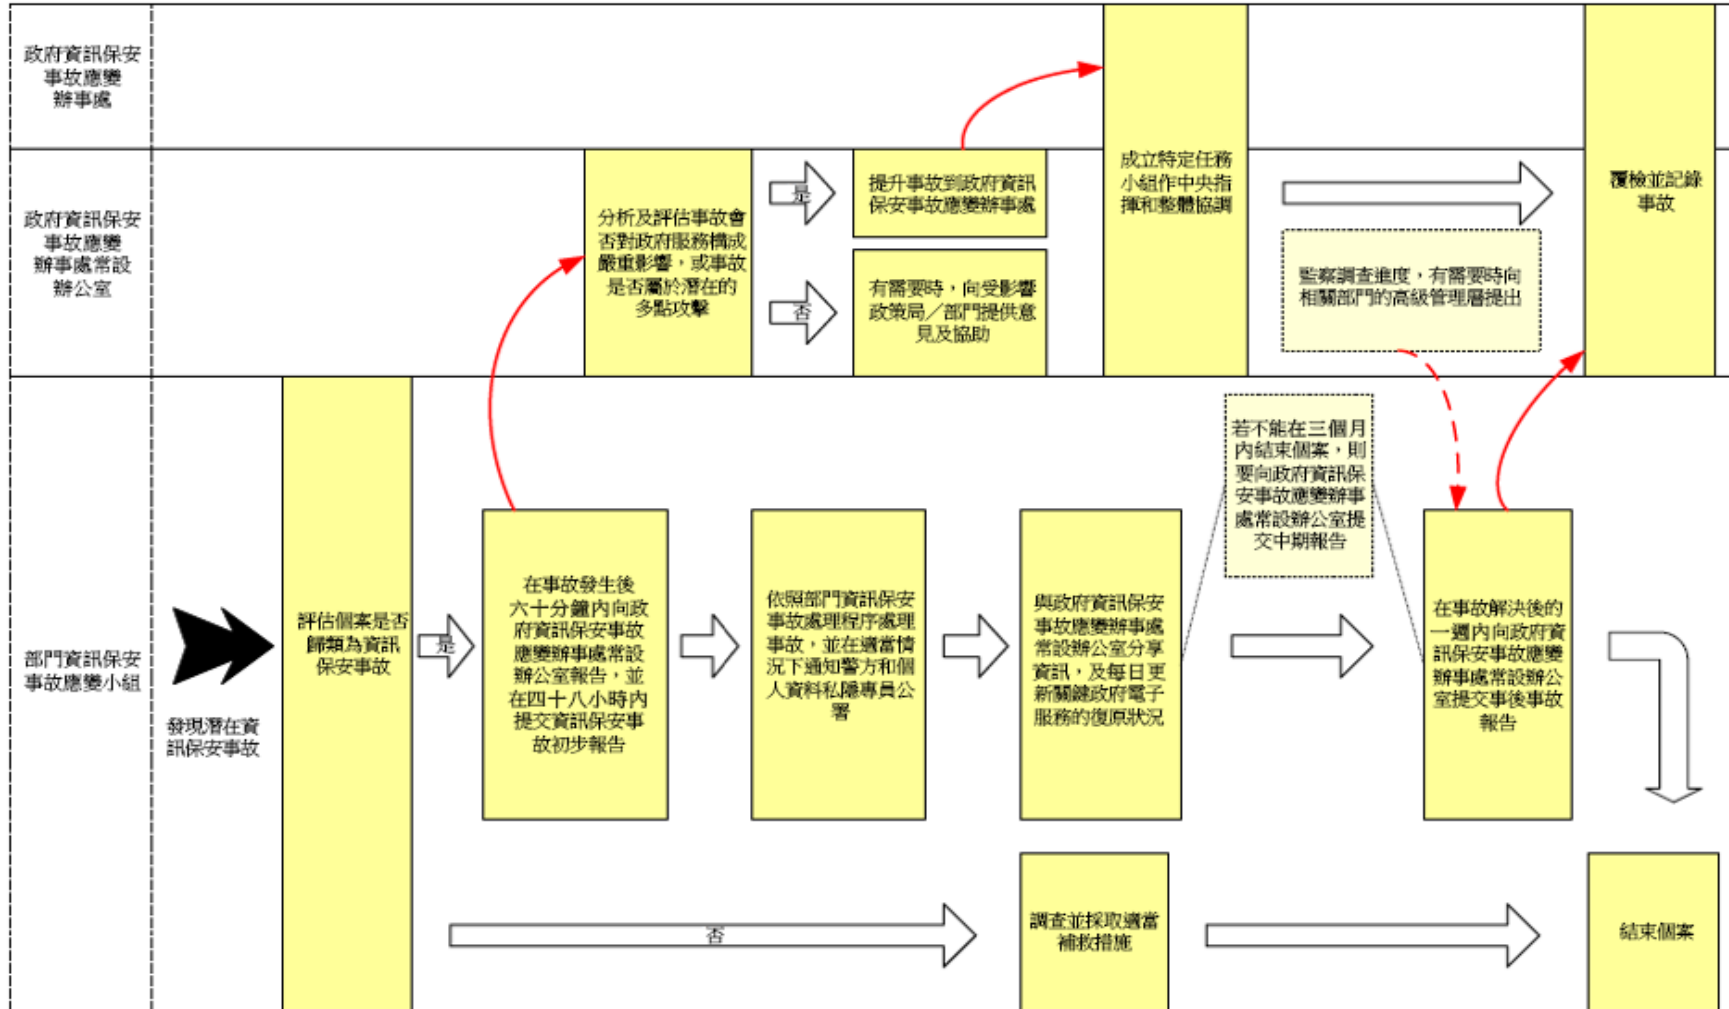 政府資訊保安
事故應變
辦事處
政府資訊保安
事故應變
辦事處常設
辦公室
部門資訊保安
事故應變小組
發現潛在資
訊保安事故
評估個案是否
歸類為資訊
保安事故
是
否
在事故發生後
六十分鐘內向政
府資訊保安事故
應變辦事處常設
辦公室報告，並
在四十八小時內
提交資訊保安事
故初步報告
分析及評估事故會
否對政府服務構成
嚴重影響，或事故
是否屬於潛在的
多點攻擊
是
否
提升事故到政府資訊
保安事故應變辦事處
有需要時，向受影響
政策局／部門提供意
見及協助
成立特定任務
小組作中央指
揮和整體協調
監察調查進度，有需要時向
相關部門的高級管理層提出
覆檢並記錄
事故
依照部門資訊保安
事故處理程序處理
事故，並在適當情
況下通知警方和個
人資料私隱專員公
署
與政府資訊保安
事故應變辦事處
常設辦公室分享
資訊，及每日更
新關鍵政府電子
服務的復原狀況
若不能在三個月
內結束個案，則
要向政府資訊保
安事故應變辦事
處常設辦公室提
交中期報告
在事故解決後的
一週內向政府資
訊保安事故應變
辦事處常設辦公
室提交事後事故
報告
調查並採取適當
補救措施
結束個案